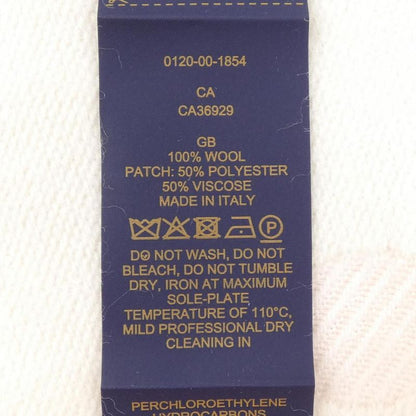 0120-00-1854
CA
CA36929
GB
100% WOOL
PATCH: 50% POLYESTER
50% VISCOSE
MADE IN ITALY
P
DO NOT WASH, DO NOT
BLEACH, DO NOT TUMBLE
DRY, IRON AT MAXIMUM
SOLE-PLATE,
TEMPERATURE OF 110°C,
MILD PROFESSIONAL DRY
CLEANING IN
PERCHLOROETHYLENE
HYDROCARBONS